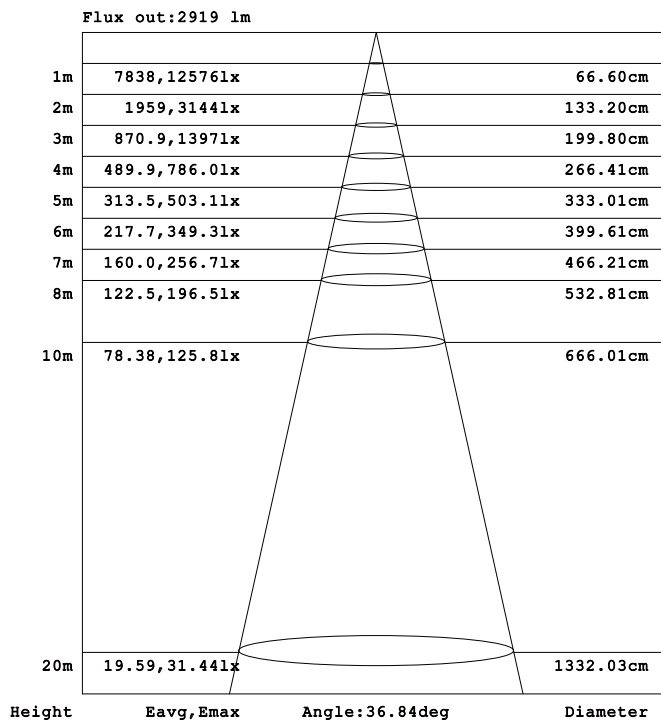 Flux out:2919 lm
1m 7838,12576lx 66.60cm
2m 1959,3144lx 133.20cm
3m 870.9,1397lx 199.80cm
4m 489.9,786.0lx 266.41cm
5m 313.5,503.1lx 333.01cm
6m 217.7,349.3lx 399.61cm
7m 160.0,256.7lx 466.21cm
8m 122.5,196.5lx 532.81cm
10m 78.38,125.8lx 666.01cm
20m 19.59,31.44lx 1332.03cm
Height Eavg,Emax Angle:36.84deg Diameter